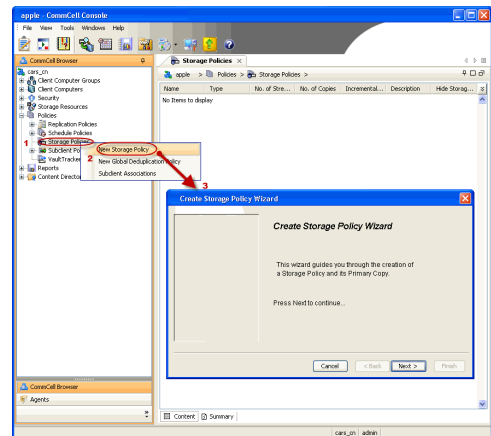 apple - CommCell Console
File View Tools Windows Help
CommCell Browser
Storage Policies
cars_cn
Client Computer Groups
Client Computers
Security
Storage Resources
Policies
Replication Policies
Schedule Policies
1 Storage Policies
Subclient Po
VaultTracker
Reports
Content Director
apple > Policies > Storage Policies >
Name Type No. of Stre... No. of Copies Incremental... Description Hide Storag...
No Items to display
New Storage Policy
2
New Global Deduplication Policy
Subclient Associations
3
Create Storage Policy Wizard
Create Storage Policy Wizard
This wizard guides you through the creation of
a Storage Policy and its Primary Copy.
Press Next to continue...
Cancel < Back Next > Finish
CommCell Browser
Agents
Content Summary
cars_cn admin